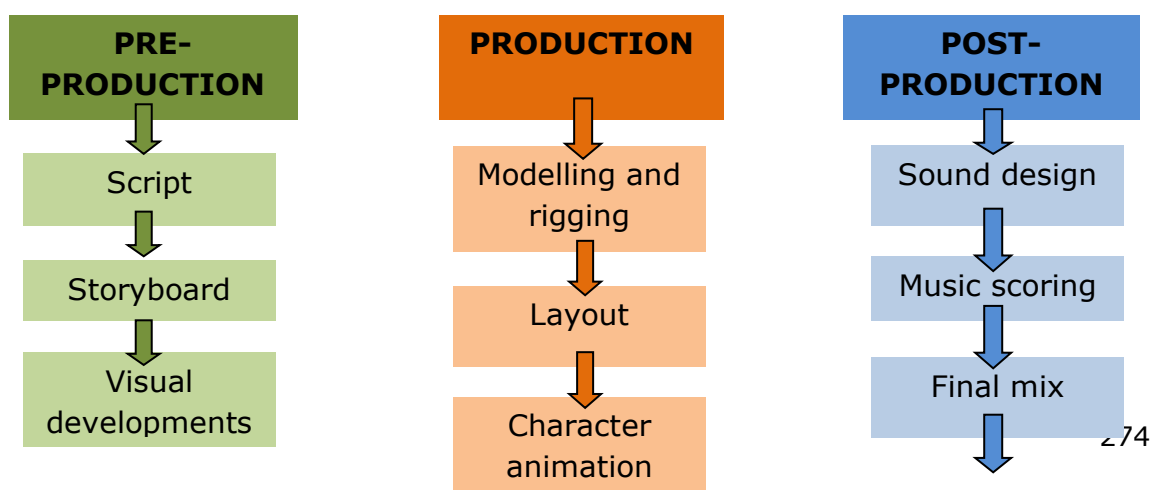 PRE-
PRODUCTION
Script
Storyboard
Visual
developments
PRODUCTION
Modelling and
rigging
Layout
Character
animation
POST-
PRODUCTION
Sound design
Music scoring
Final mix
274